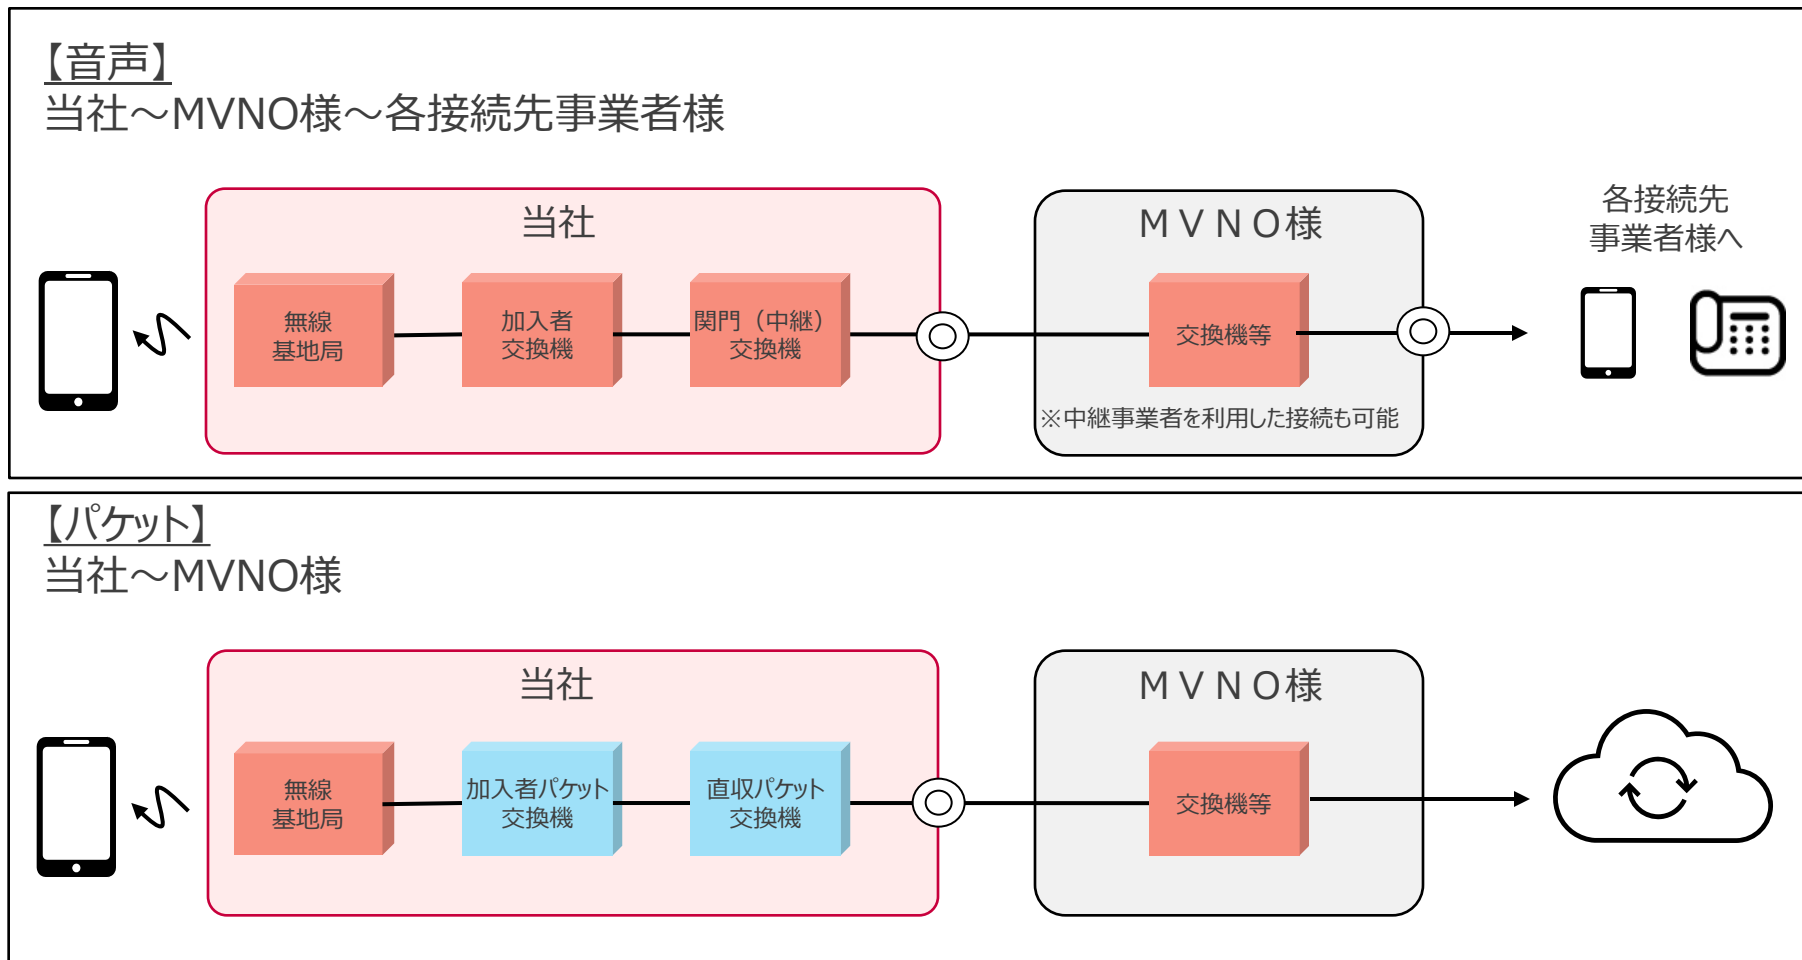 【音声】
当社～MVNO様～各接続先事業者様
当社
ＭＶＮＯ様
各接続先
事業者様へ
無線
基地局
加入者
交換機
関門（中継）
交換機
交換機等
※中継事業者を利用した接続も可能
【パケット】
当社～MVNO様
当社
ＭＶＮＯ様
無線
基地局
加入者パケット
交換機
直収パケット
交換機
交換機等